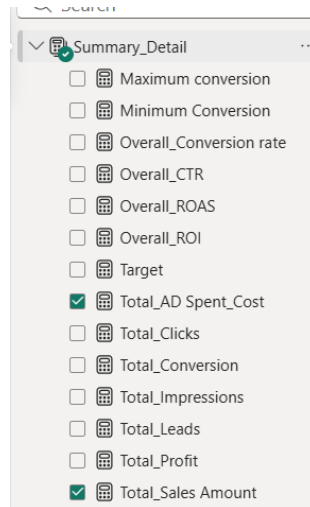 Search
Summary_Detail
Maximum conversion
Minimum Conversion
Overall_Conversion rate
Overall_CTR
Overall_ROAS
Overall_ROI
Target
Total_AD Spent_Cost
Total_Clicks
Total_Conversion
Total_Impressions
Total_Leads
Total_Profit
Total_Sales Amount